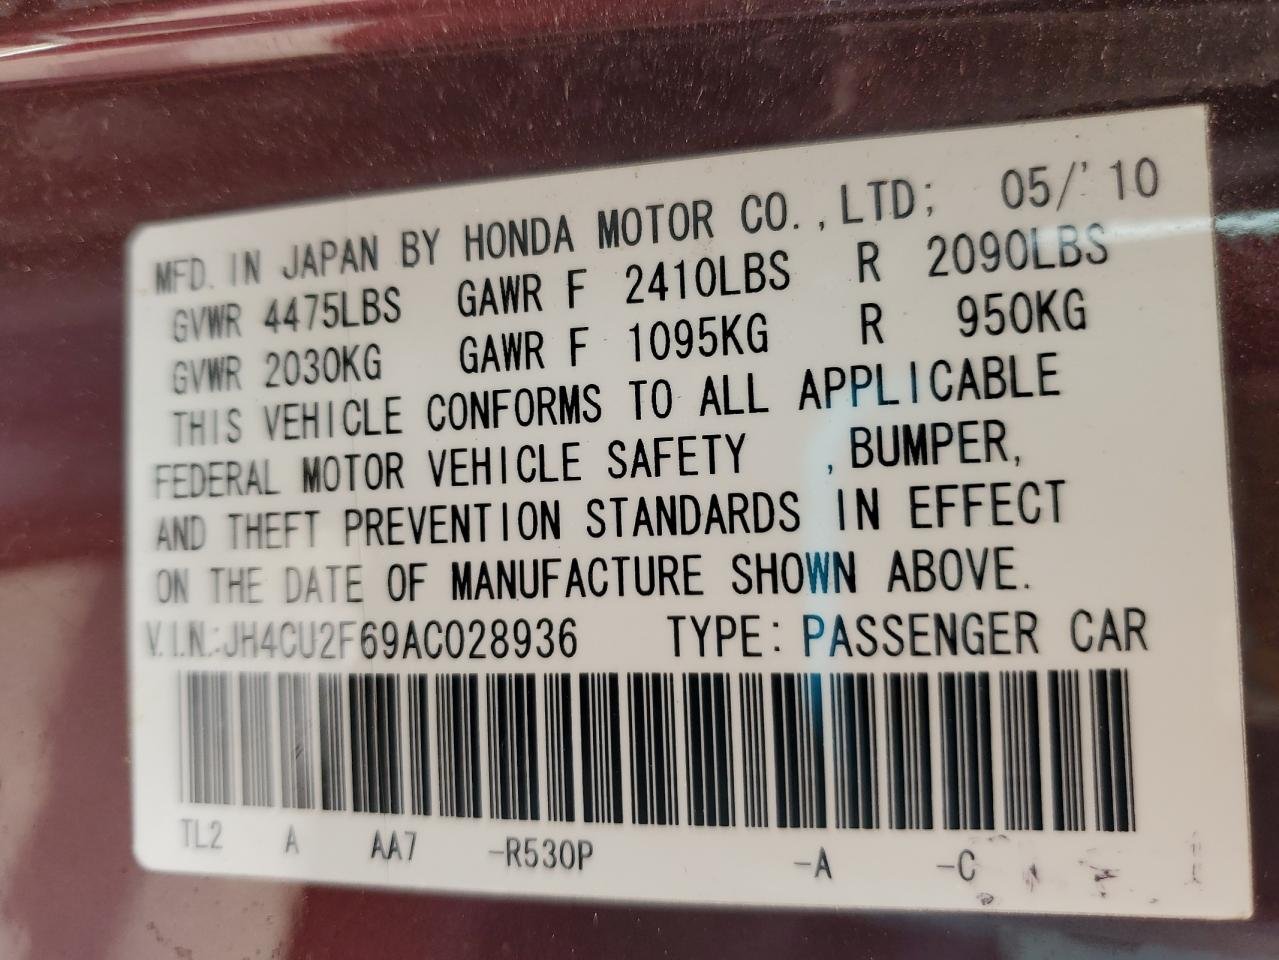 MFD. IN JAPAN BY HONDA MOTOR CO.,LTD; 05/'10
GVWR 4475LBS GAWR F 2410LBS R 2090LBS
GVWR 2030KG GAWR F 1095KG R 950KG
THIS VEHICLE CONFORMS TO ALL APPLICABLE
FEDERAL MOTOR VEHICLE SAFETY , BUMPER,
AND THEFT PREVENTION STANDARDS IN EFFECT
ON THE DATE OF MANUFACTURE SHOWN ABOVE.
V.I.N.:JH4CU2F69AC028936 TYPE: PASSENGER CAR
TL2 A AA7 -R530P -A -C